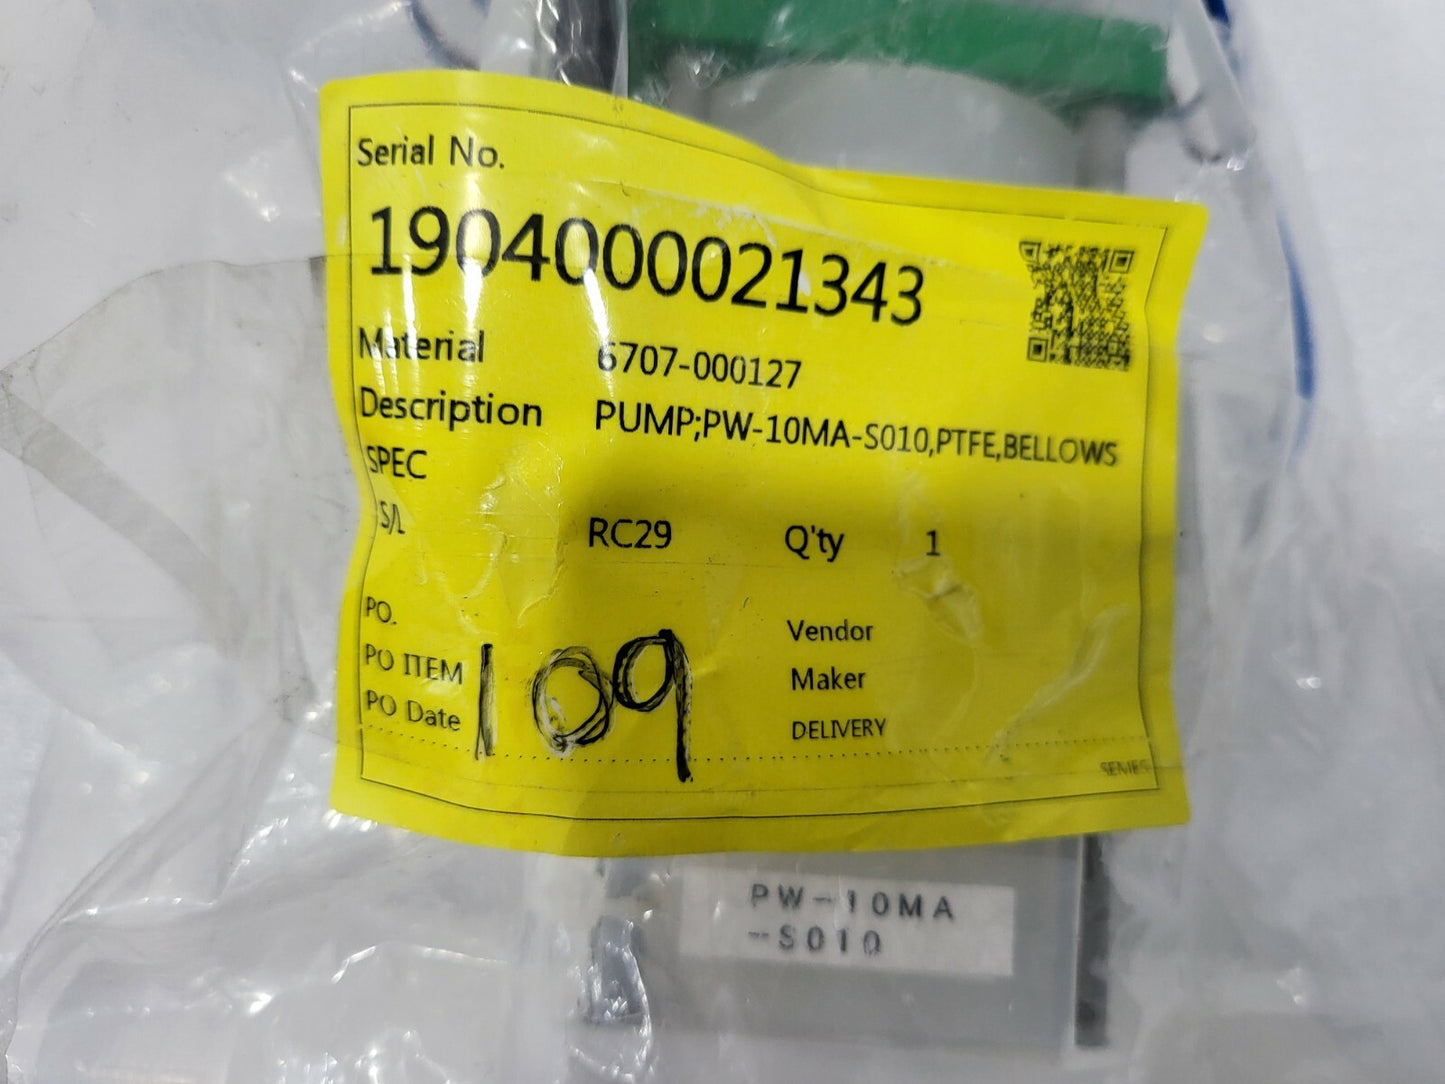 Serial No.
1904000021343
Material 6707-000127
Description PUMP;PW-10MA-S010,PTFE,BELLOWS
SPEC
S/L RC29 Q'ty 1
PO.
Vendor
PO ITEM
Maker
PO Date
DELIVERY
109
SEMES
PW-10MA
-S010